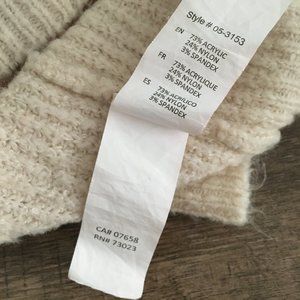 Style # 05-3153
EN 73% ACRYLIC
24% NYLON
3% SPANDEX
FR 73% ACRYLIQUE
24% NYLON
3% SPANDEX
ES 73% ACRILICO
24% NYLON
3% SPANDEX
CA# 07658
RN# 73023